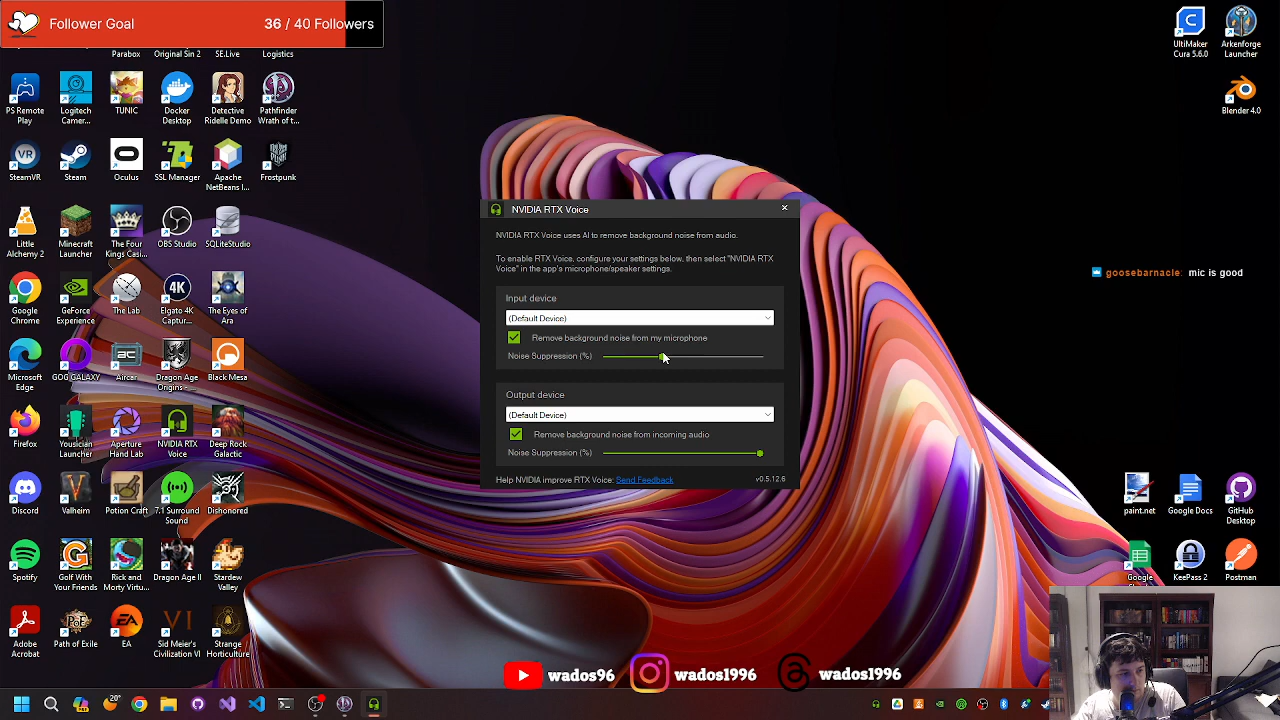 Follower Goal 36 / 40 Followers
Parabox
Original Sin 2
SE.Live
Logistics
PS Remote Play
Logitech Camer...
TUNIC
Docker Desktop
Detective Ridelle Demo
Pathfinder Wrath of t...
SteamVR
Steam
Oculus
SSL Manager
Apache NetBeans I...
Frostpunk
Little Alchemy 2
Minecraft Launcher
The Four Kings Casi...
OBS Studio
SQLiteStudio
Google Chrome
GeForce Experience
The Lab
Elgato 4K Captur...
The Eyes of Ara
Microsoft Edge
GOG GALAXY
Aircar
Dragon Age Origins -...
Black Mesa
Firefox
Yousician Launcher
Aperture Hand Lab
NVIDIA RTX Voice
Deep Rock Galactic
Discord
Valheim
Potion Craft
7.1 Surround Sound
Dishonored
Spotify
Golf With Your Friends
Rick and Morty Virtu...
Dragon Age II
Stardew Valley
Adobe Acrobat
Path of Exile
EA
Sid Meier's Civilization VI
Strange Horticulture
NVIDIA RTX Voice
NVIDIA RTX Voice uses AI to remove background noise from audio.
To enable RTX Voice, configure your settings below, then select "NVIDIA RTX
Voice" in the app's microphone/speaker settings.
Input device
(Default Device)
Remove background noise from my microphone
Noise Suppression (%)
Output device
(Default Device)
Remove background noise from incoming audio
Noise Suppression (%)
Help NVIDIA improve RTX Voice: Send Feedback v0.5.12.6
UltiMaker Cura 5.6.0
Arkenforge Launcher
Blender 4.0
goosebarnacle: mic is good
paint.net
Google Docs
GitHub Desktop
Google
KeePass 2
Postman
wados96 wados1996 wados1996
20°